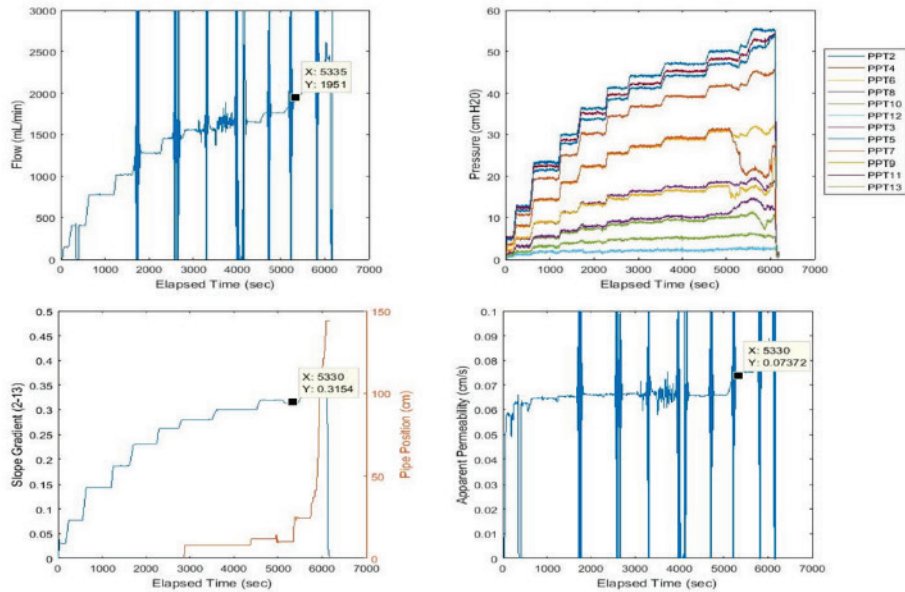 3000
2500
2000
1500
1000
500
0
Flow (mL/min)
X: 5335
Y: 1951
0 1000 2000 3000 4000 5000 6000 7000
Elapsed Time (sec)
60
50
40
30
20
10
0
Pressure (cm H20)
0 1000 2000 3000 4000 5000 6000 7000
Elapsed Time (sec)
PPT2
PPT4
PPT6
PPT8
PPT10
PPT12
PPT3
PPT5
PPT7
PPT9
PPT11
PPT13
0.5
0.45
0.4
0.35
0.3
0.25
0.2
0.15
0.1
0.05
0
Slope Gradient (2-13)
X: 5330
Y: 0.3154
150
100
50
0
Pipe Position (cm)
0 1000 2000 3000 4000 5000 6000 7000
Elapsed Time (sec)
0.1
0.09
0.08
0.07
0.06
0.05
0.04
0.03
0.02
0.01
0
Apparent Permeability (cm/s)
X: 5330
Y: 0.07372
0 1000 2000 3000 4000 5000 6000 7000
Elapsed Time (sec)